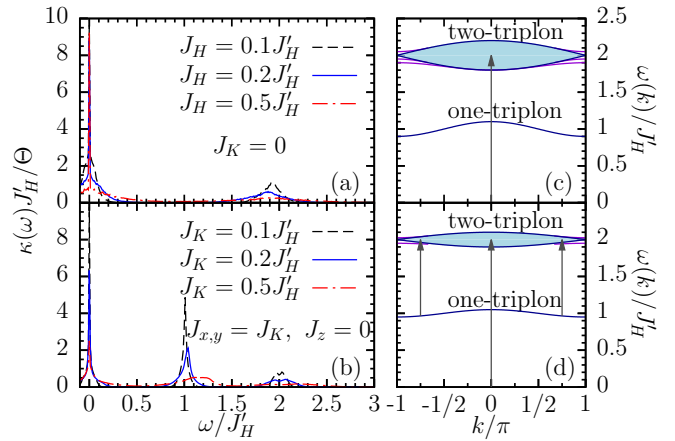 10
8
6
4
2
0
J_H = 0.1J'_H
J_H = 0.2J'_H
J_H = 0.5J'_H
J_K = 0
(a)
8
6
4
2
0
J_K = 0.1J'_H
J_K = 0.2J'_H
J_K = 0.5J'_H
J_{x,y} = J_K, J_z = 0
(b)
κ(ω)J'_H/Θ
0 1 2 3
ω/J'_H
two-triplon
one-triplon
(c)
2.5
2
1.5
1
0.5
0
ω(k)/J'_H
two-triplon
one-triplon
(d)
2.5
2
1.5
1
0.5
0
ω(k)/J'_H
-1 -1/2 0 1/2 1
k/π